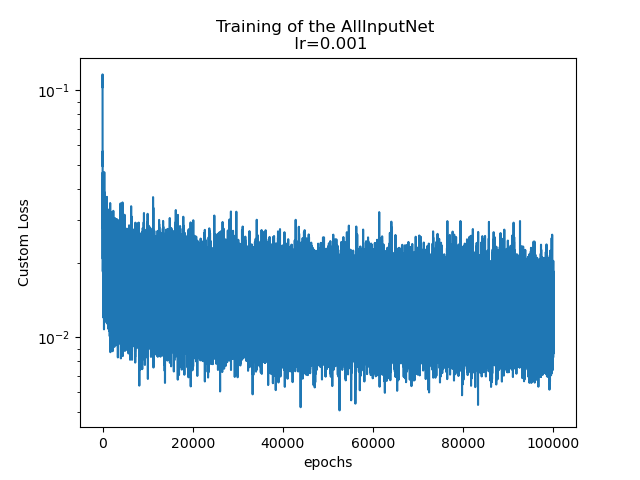 Training of the AllInputNet
lr=0.001
10⁻¹
10⁻²
Custom Loss
0 20000 40000 60000 80000 100000
epochs